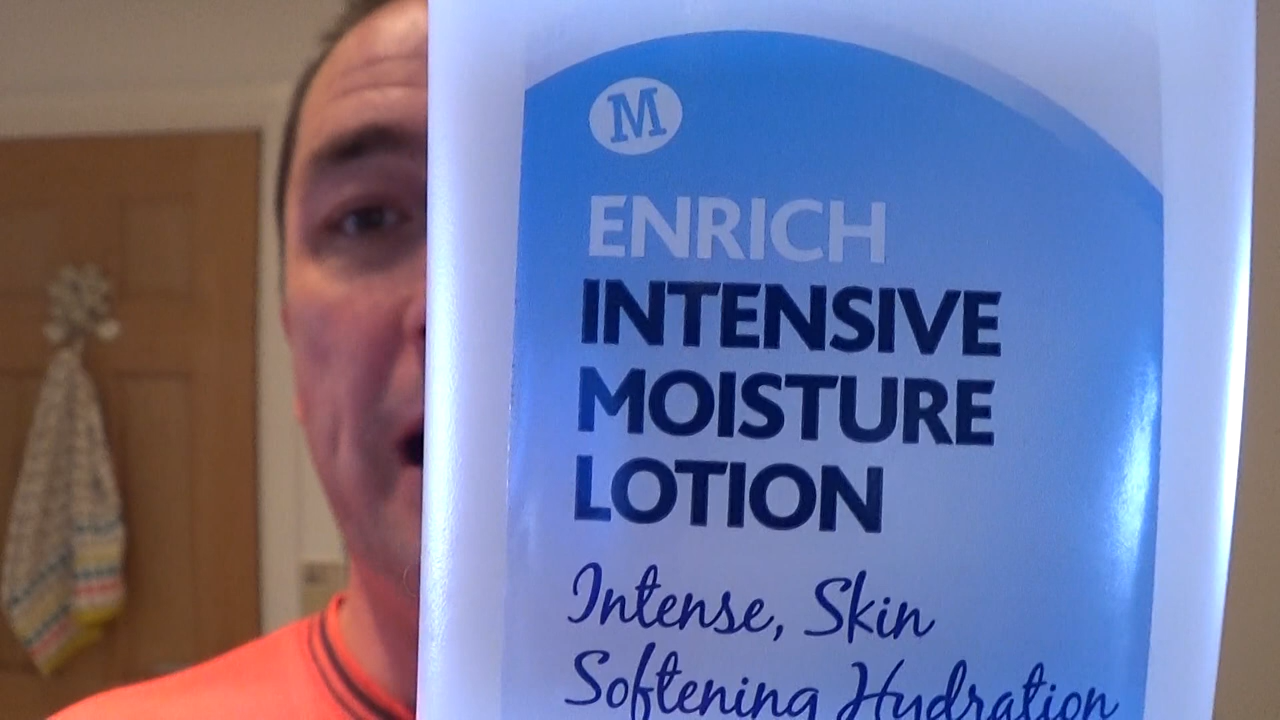 M
ENRICH
INTENSIVE
MOISTURE
LOTION
Intense, Skin
Softening Hydration